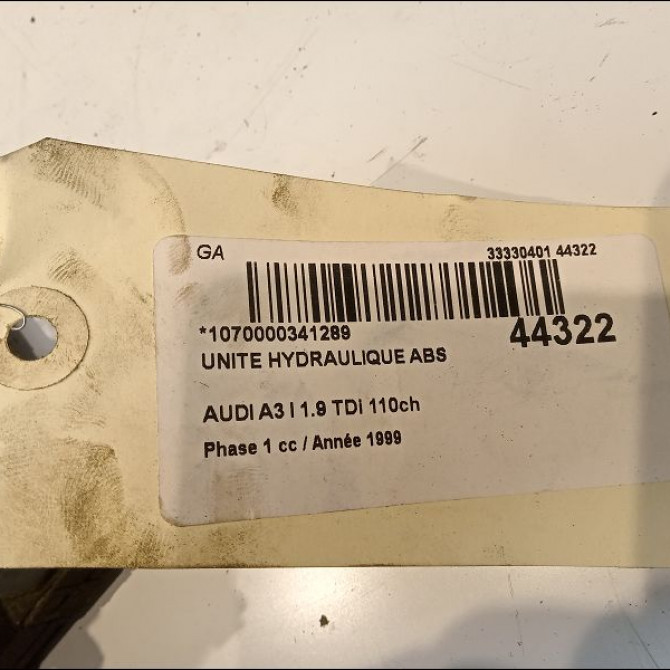 GA 33330401 44322
*1070000341289 44322
UNITE HYDRAULIQUE ABS
AUDI A3 I 1.9 TDi 110ch
Phase 1 cc / Année 1999